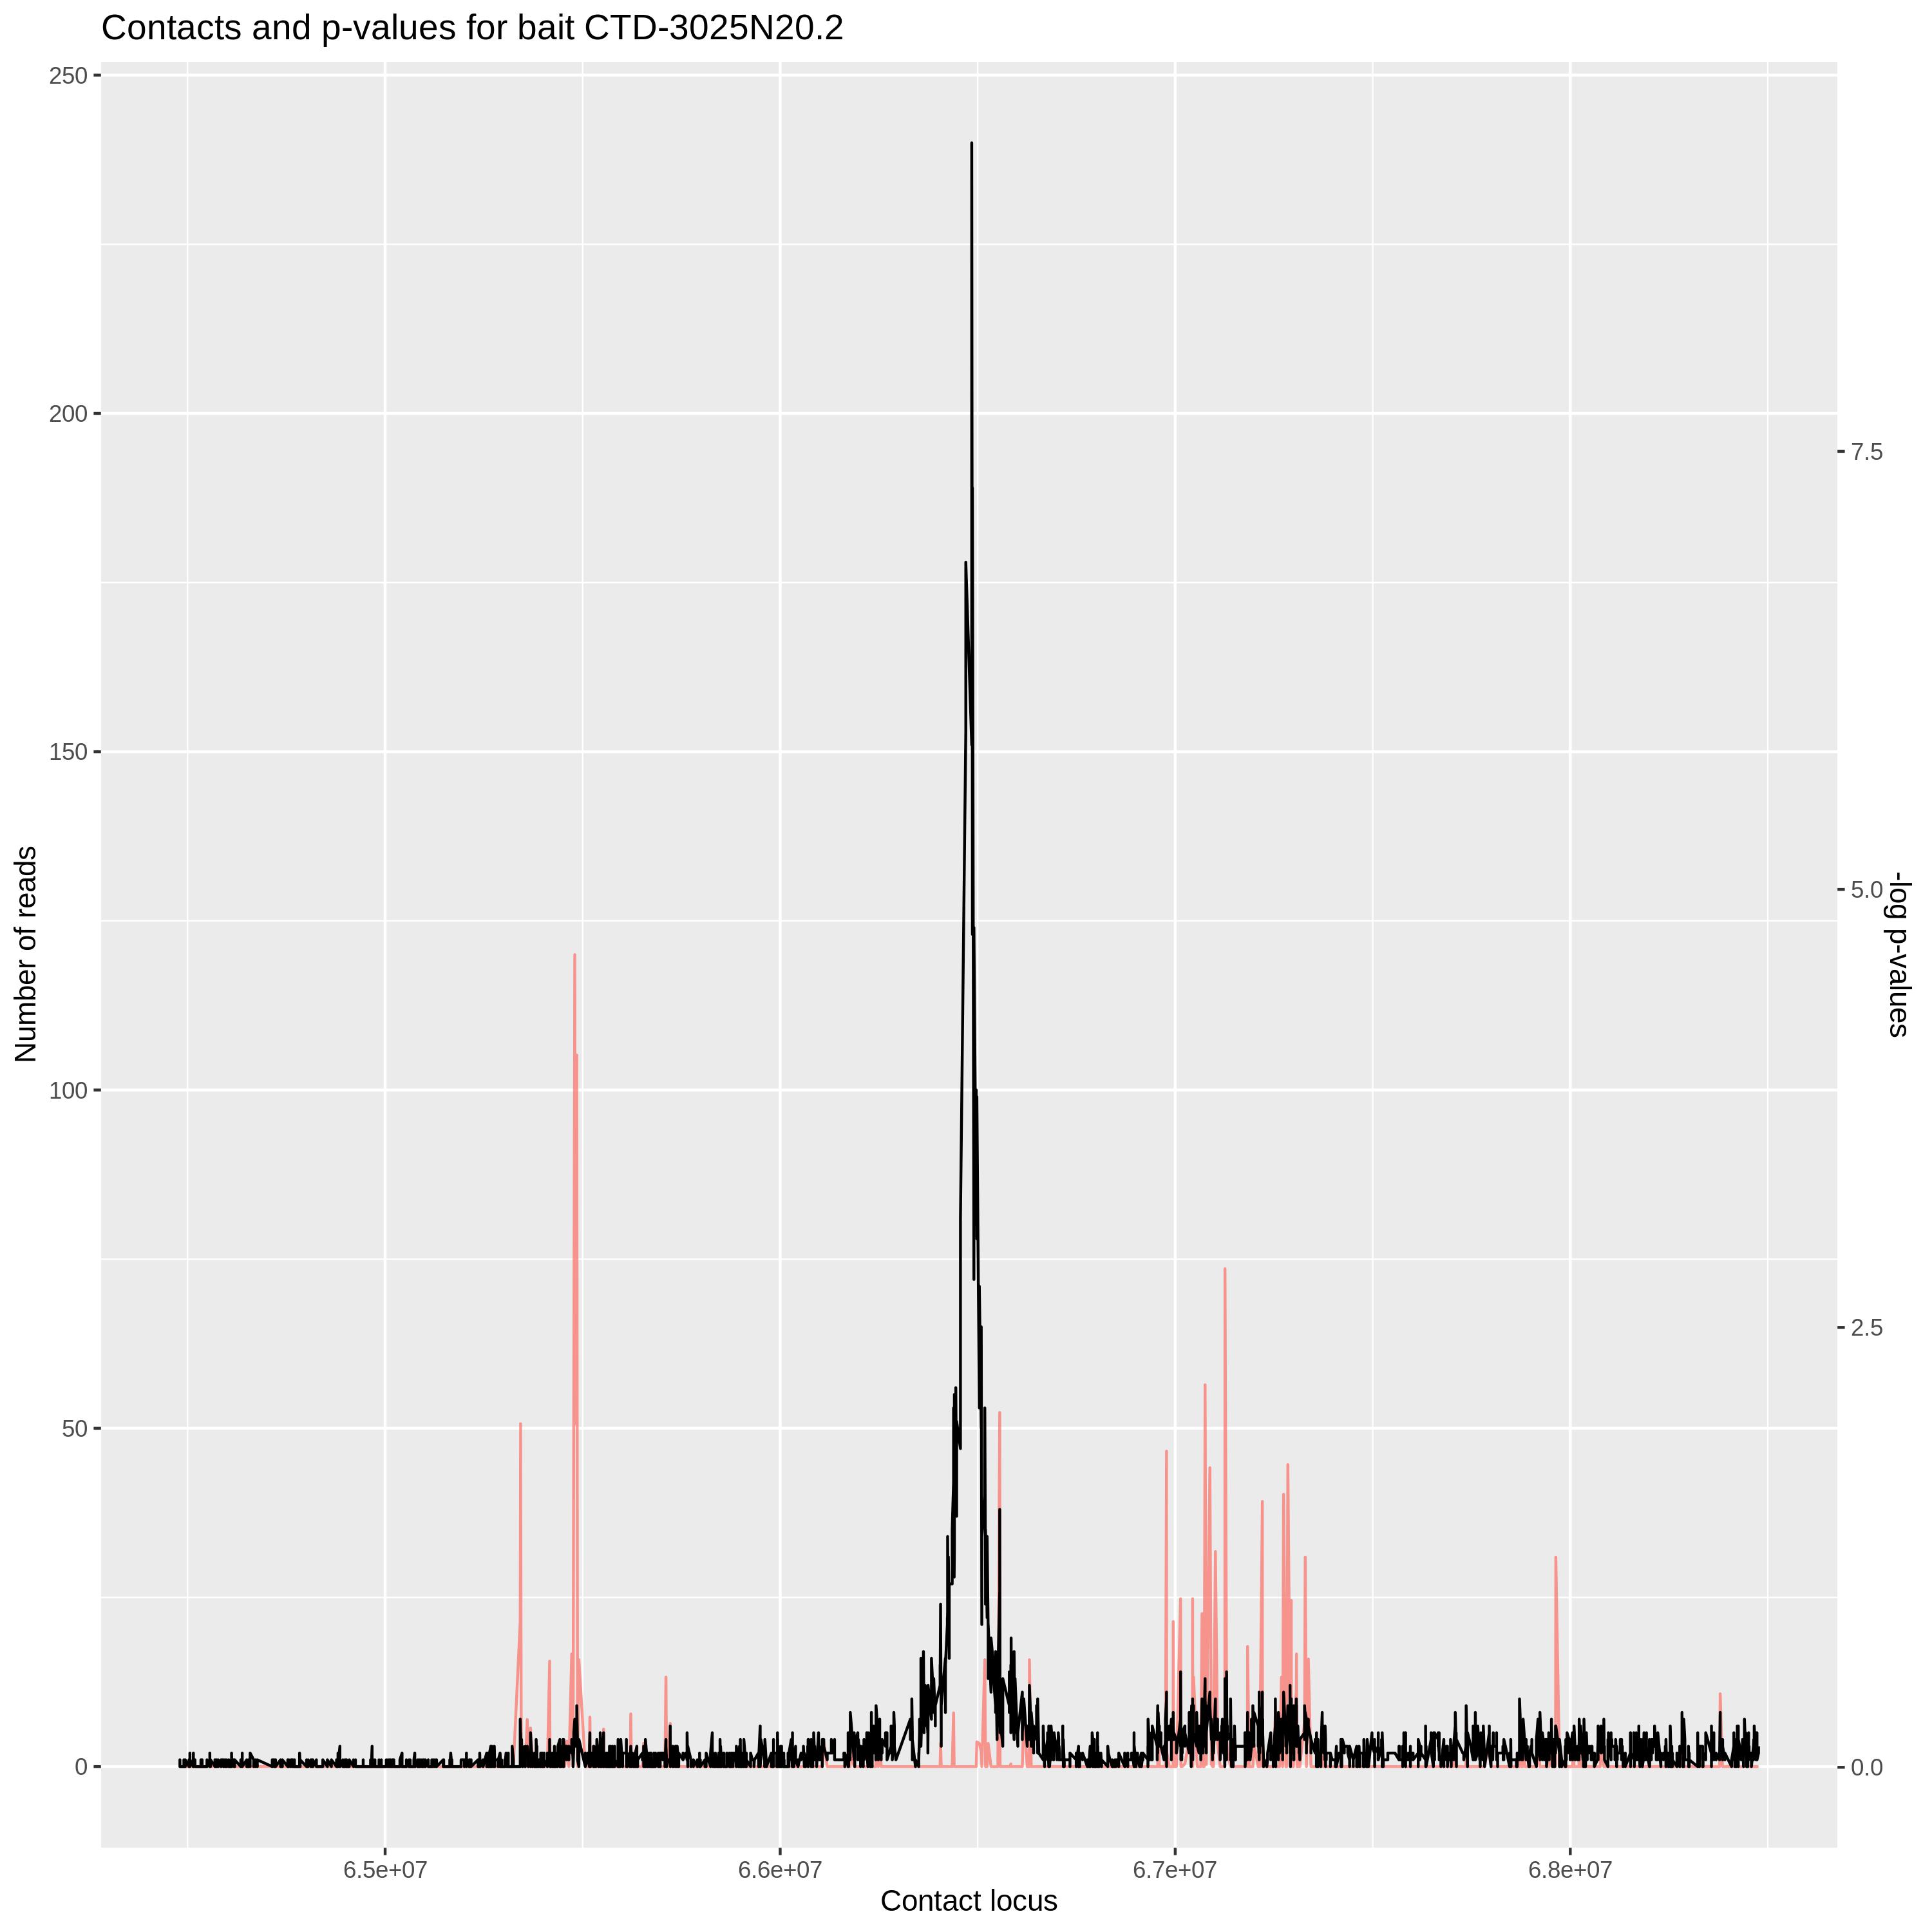 Contacts and p-values for bait CTD-3025N20.2
250
200
150
100
50
0
Number of reads
7.5
5.0
2.5
0.0
-log p-values
6.5e+07 6.6e+07 6.7e+07 6.8e+07
Contact locus